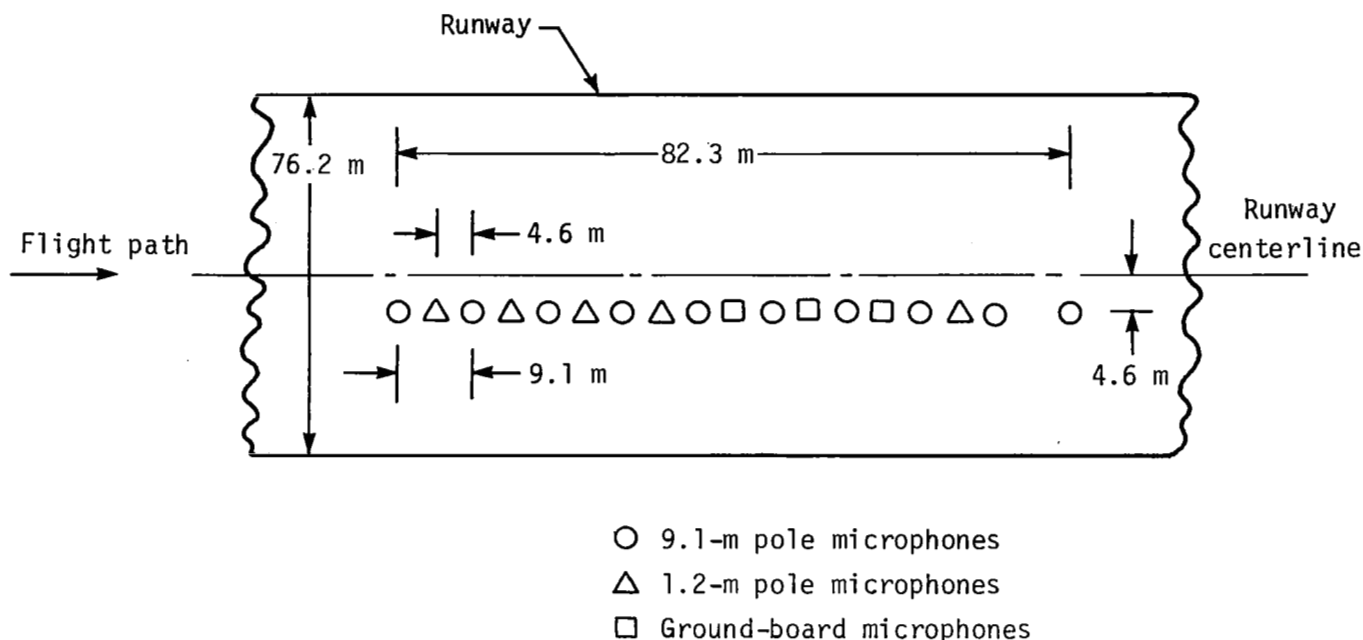 Runway
76.2 m
82.3 m
4.6 m
Flight path
Runway
centerline
9.1 m
4.6 m
9.1-m pole microphones
1.2-m pole microphones
Ground-board microphones